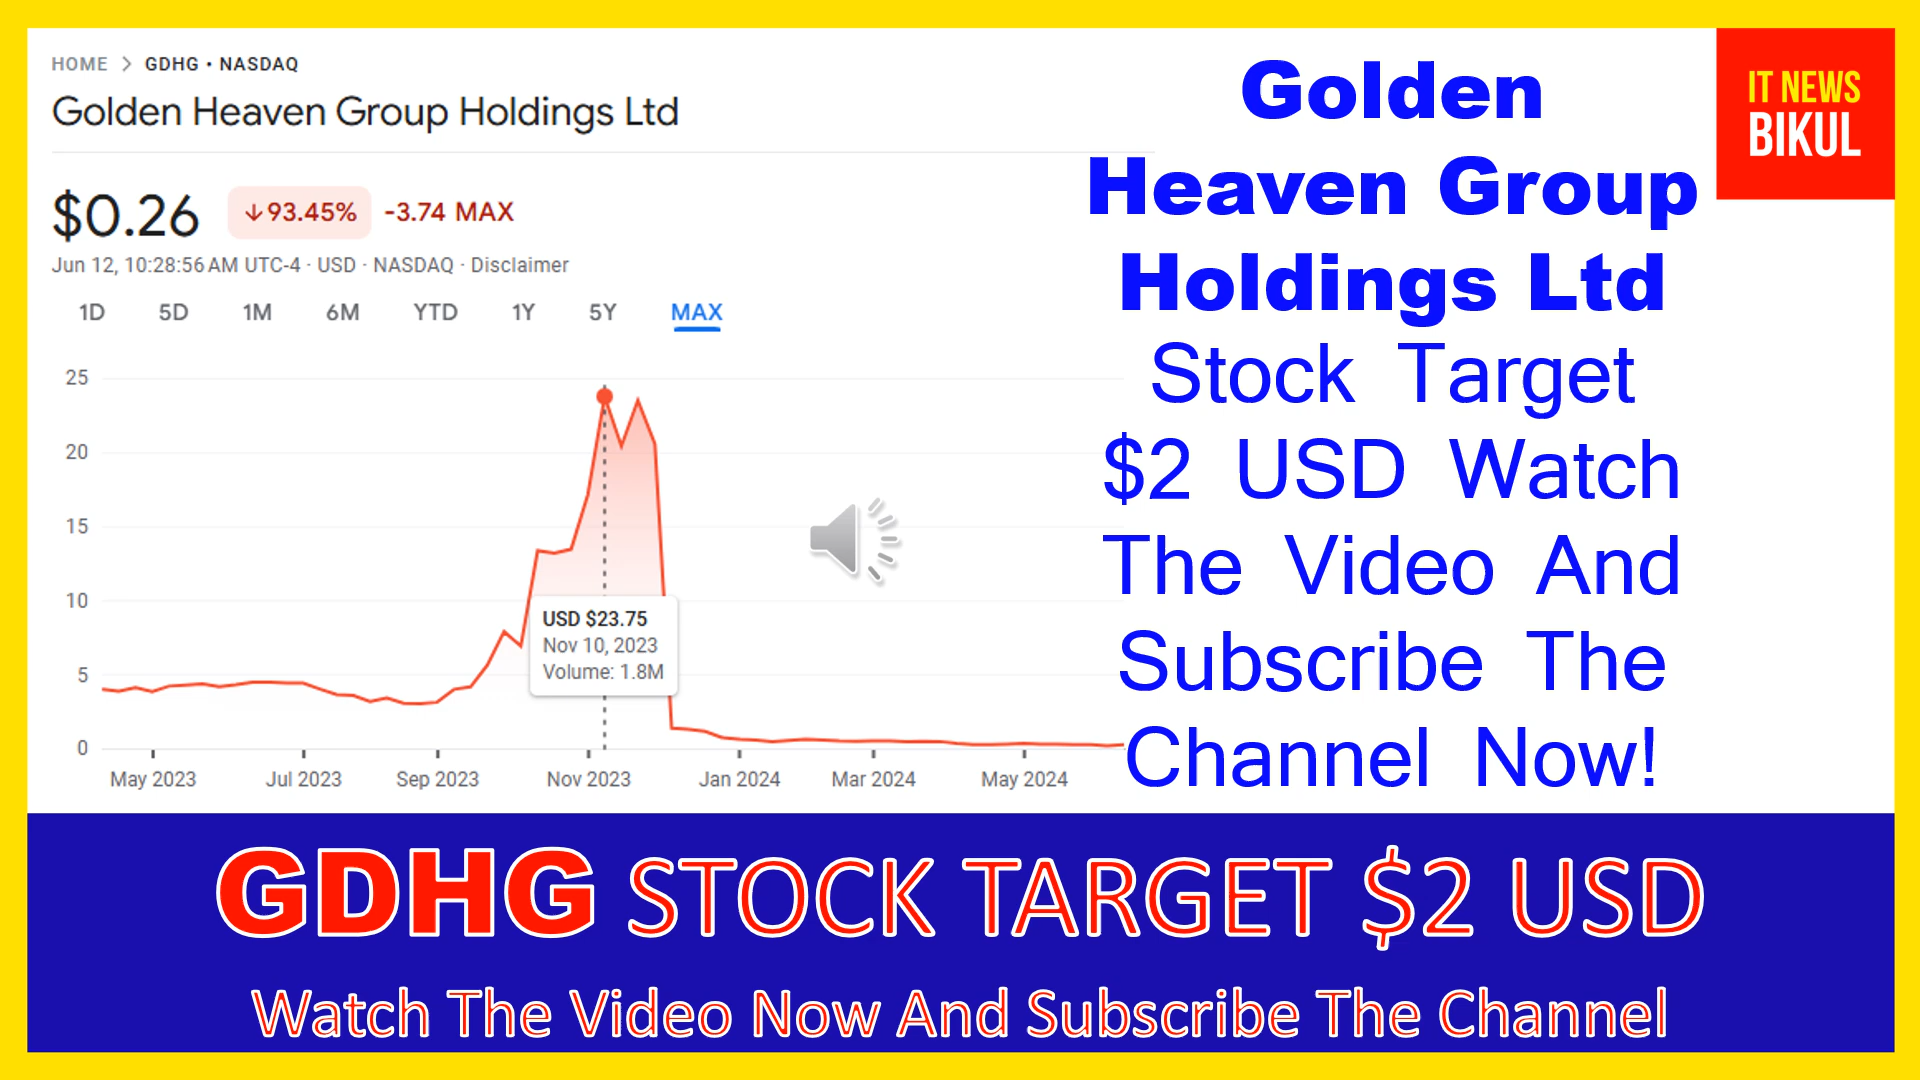 HOME > GDHG • NASDAQ
Golden Heaven Group Holdings Ltd
$0.26 ↓93.45% -3.74 MAX
Jun 12, 10:28:56 AM UTC-4 · USD · NASDAQ · Disclaimer
1D 5D 1M 6M YTD 1Y 5Y MAX
25
20
15
10
5
0
USD $23.75
Nov 10, 2023
Volume: 1.8M
May 2023 Jul 2023 Sep 2023 Nov 2023 Jan 2024 Mar 2024 May 2024
Golden
Heaven Group
Holdings Ltd
Stock Target
$2 USD Watch
The Video And
Subscribe The
Channel Now!
IT NEWS
BIKUL
GDHG STOCK TARGET $2 USD
Watch The Video Now And Subscribe The Channel